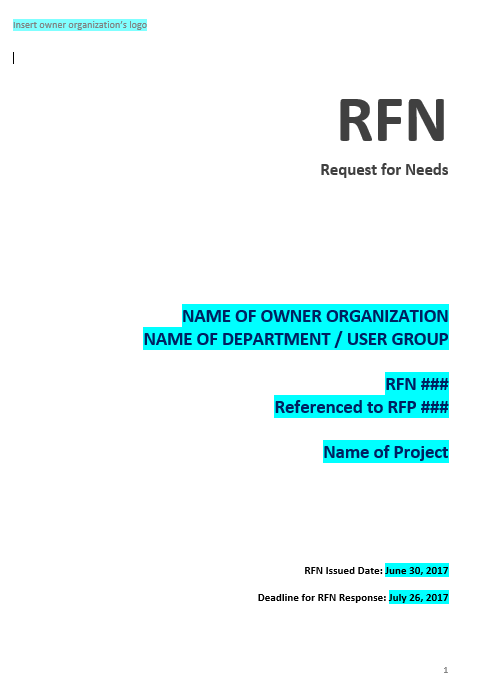 Insert owner organization's logo
RFN
Request for Needs
NAME OF OWNER ORGANIZATION
NAME OF DEPARTMENT / USER GROUP
RFN ###
Referenced to RFP ###
Name of Project
RFN Issued Date: June 30, 2017
Deadline for RFN Response: July 26, 2017
1